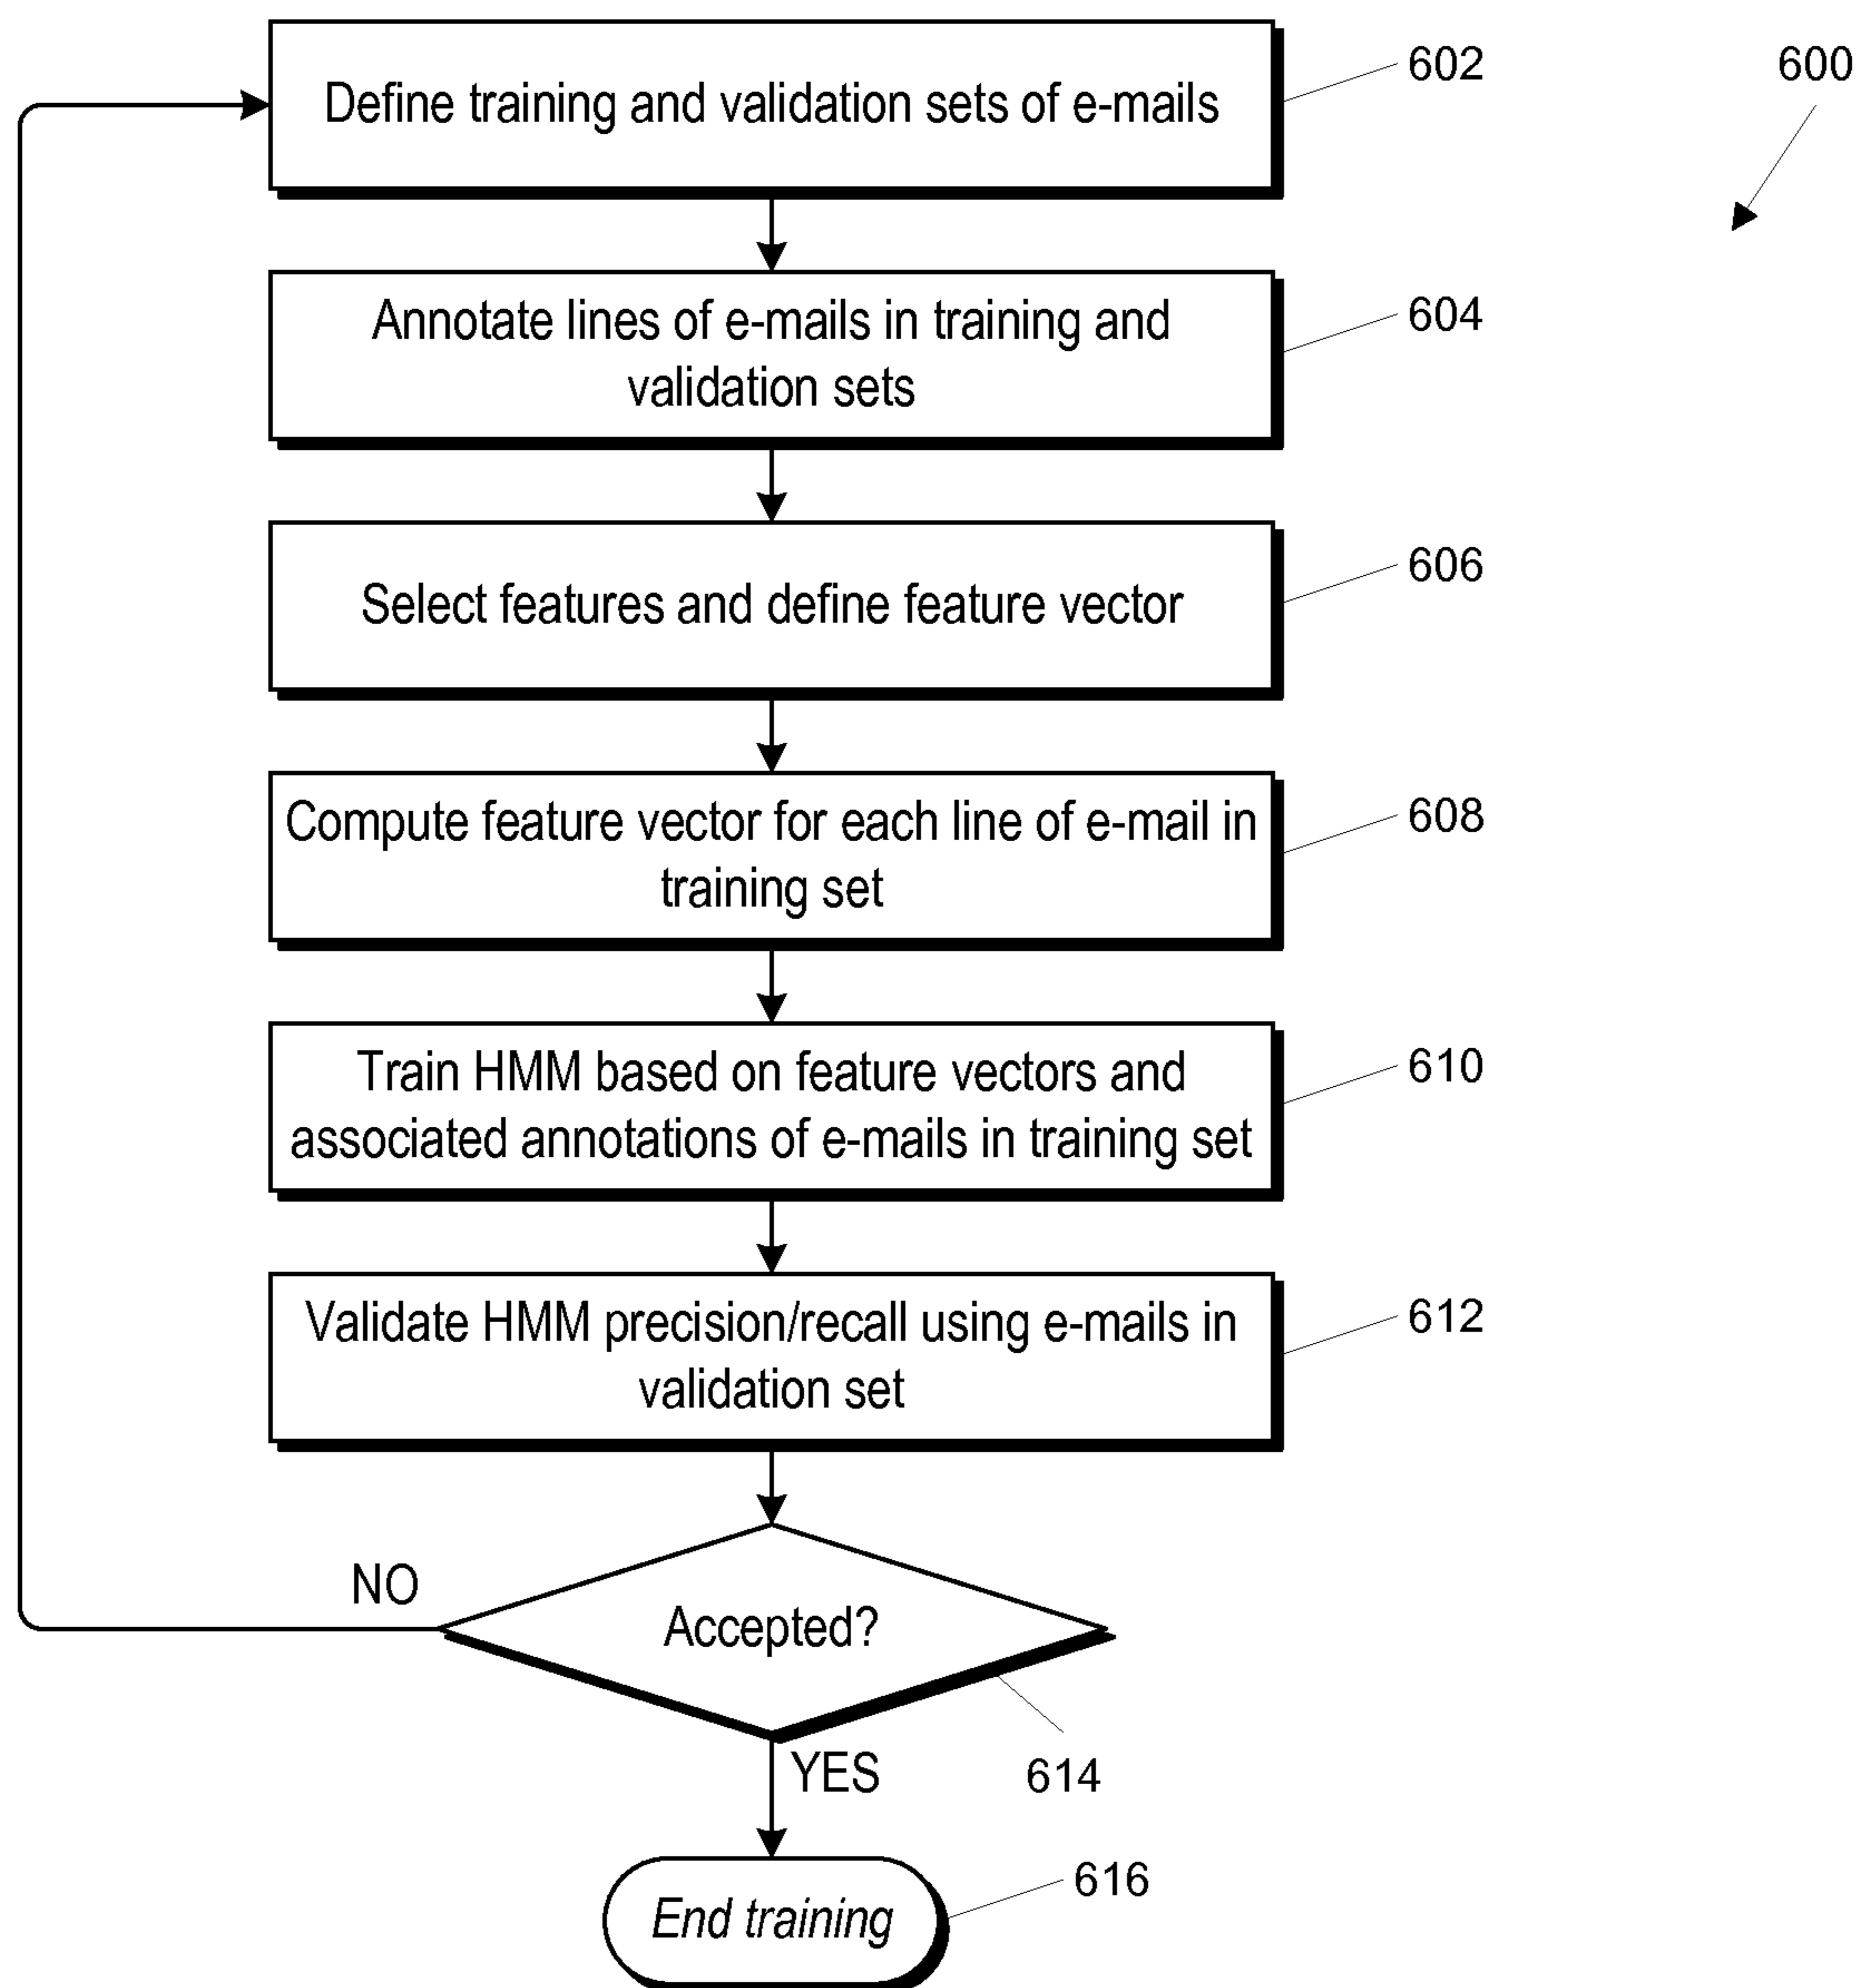 Define training and validation sets of e-mails
602
600
Annotate lines of e-mails in training and
validation sets
604
Select features and define feature vector
606
Compute feature vector for each line of e-mail in
training set
608
Train HMM based on feature vectors and
associated annotations of e-mails in training set
610
Validate HMM precision/recall using e-mails in
validation set
612
NO
Accepted?
YES
614
End training
616